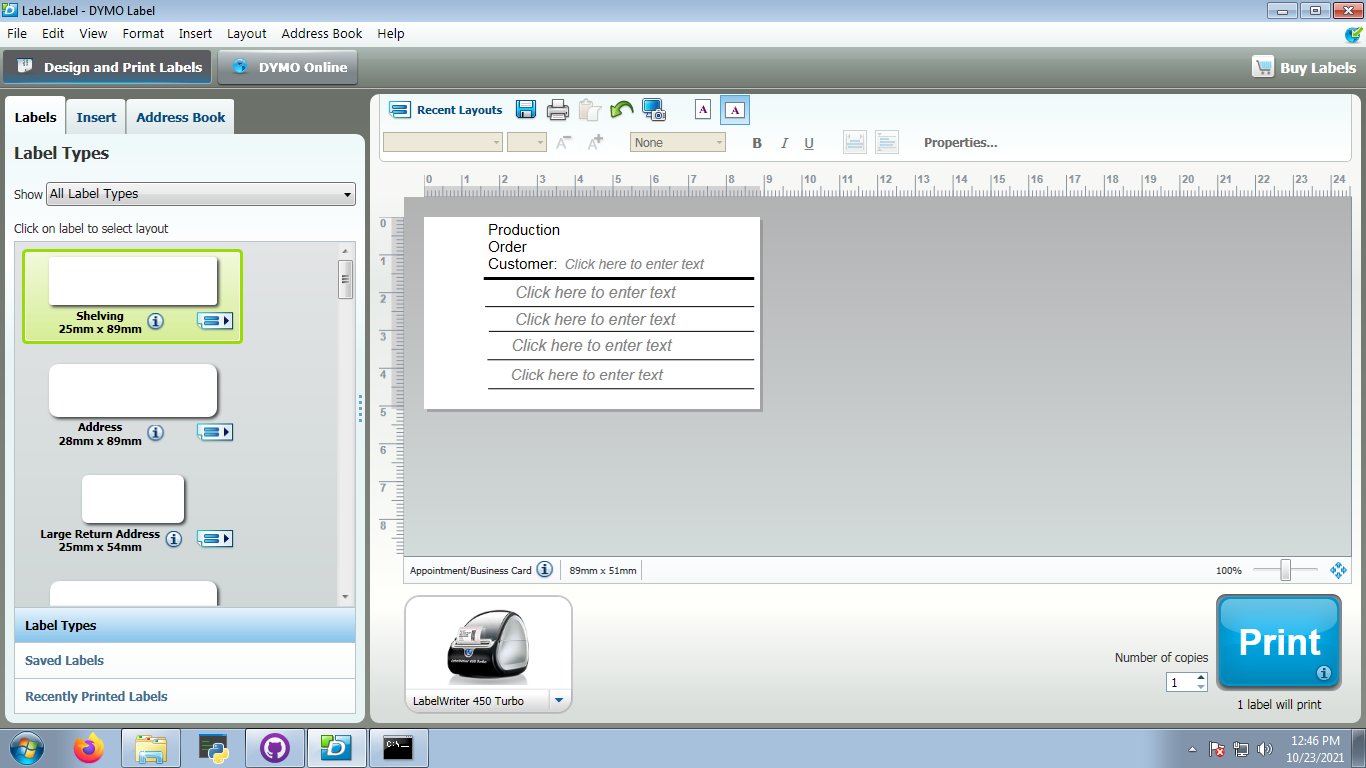 Label.label - DYMO Label
File Edit View Format Insert Layout Address Book Help
Design and Print Labels
DYMO Online
Buy Labels
Labels
Insert
Address Book
Label Types
Show All Label Types
Click on label to select layout
Shelving
25mm x 89mm
Address
28mm x 89mm
Large Return Address
25mm x 54mm
Label Types
Saved Labels
Recently Printed Labels
Recent Layouts
A
A
A
A
None
B I U
Properties...
0 1 2 3 4 5 6 7 8 9 10 11 12 13 14 15 16 17 18 19 20 21 22 23 24
0
1
2
3
4
5
6
7
8
Production
Order
Customer: Click here to enter text
Click here to enter text
Click here to enter text
Click here to enter text
Click here to enter text
Appointment/Business Card
89mm x 51mm
100%
LabelWriter 450 Turbo
Number of copies
1
Print
1 label will print
C:\
12:46 PM
10/23/2021